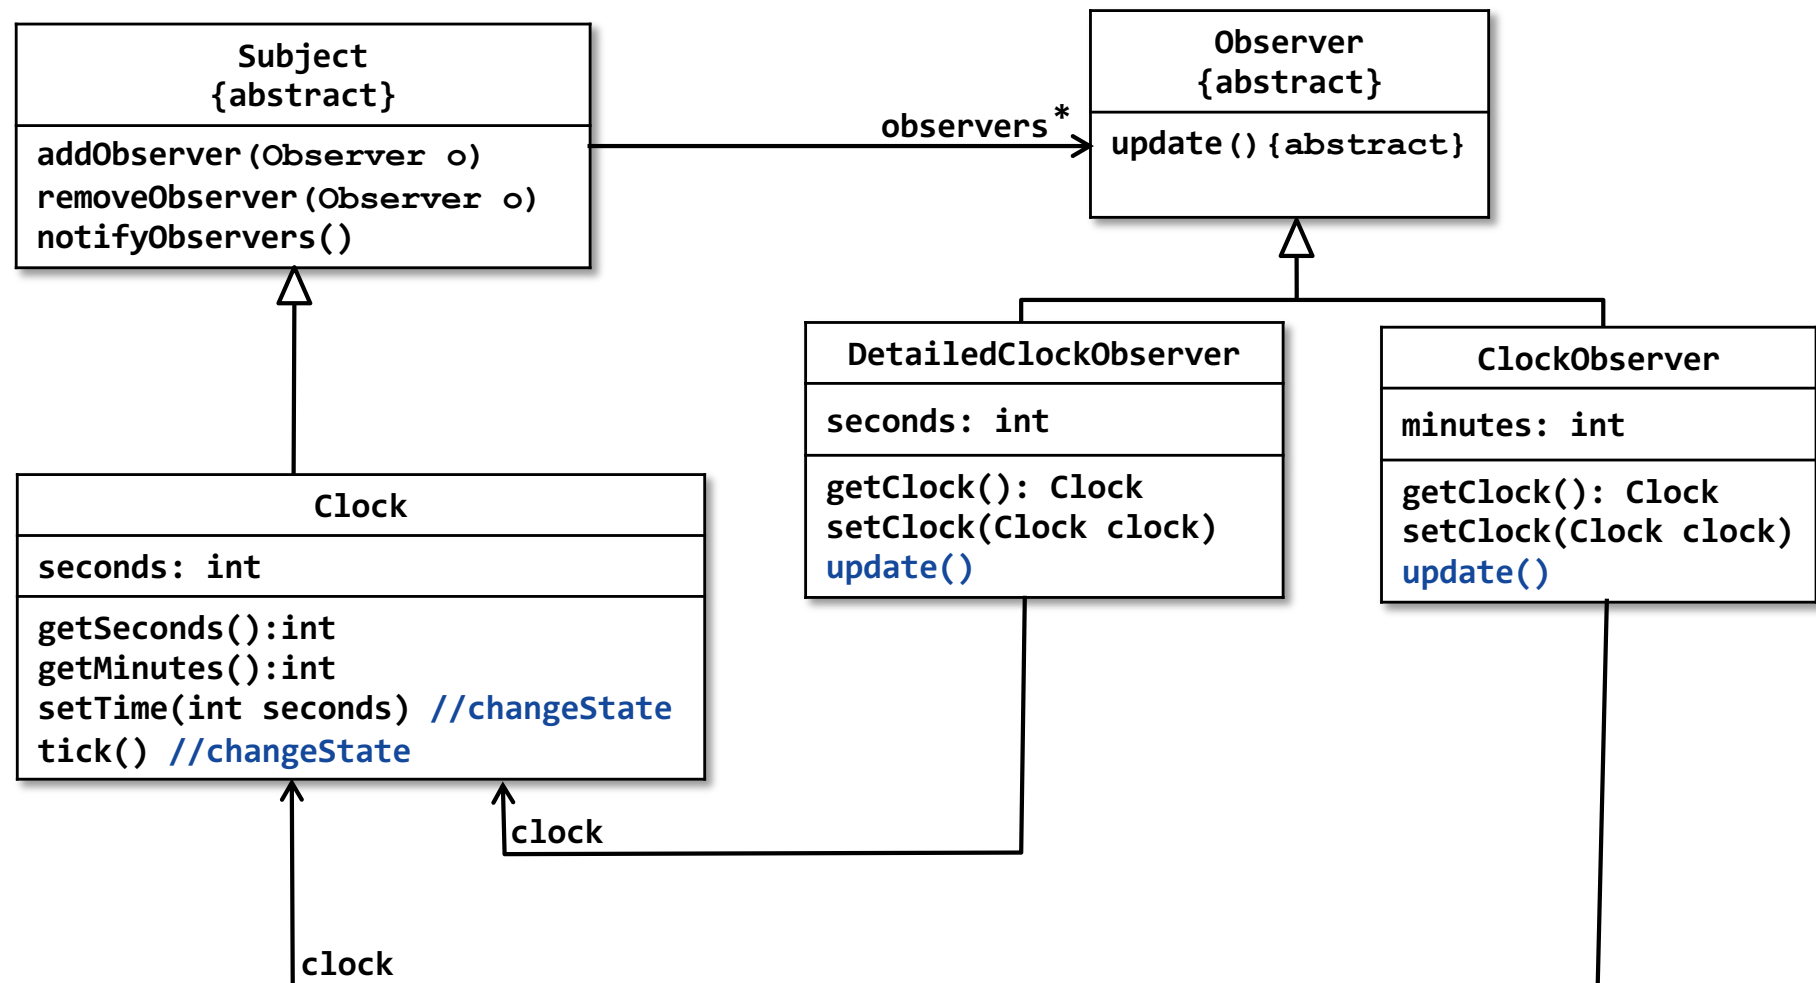 Subject
{abstract}
addObserver(Observer o)
removeObserver(Observer o)
notifyObservers()
observers*
Observer
{abstract}
update(){abstract}
DetailedClockObserver
seconds: int
getClock(): Clock
setClock(Clock clock)
update()
ClockObserver
minutes: int
getClock(): Clock
setClock(Clock clock)
update()
Clock
seconds: int
getSeconds():int
getMinutes():int
setTime(int seconds) //changeState
tick() //changeState
clock
clock